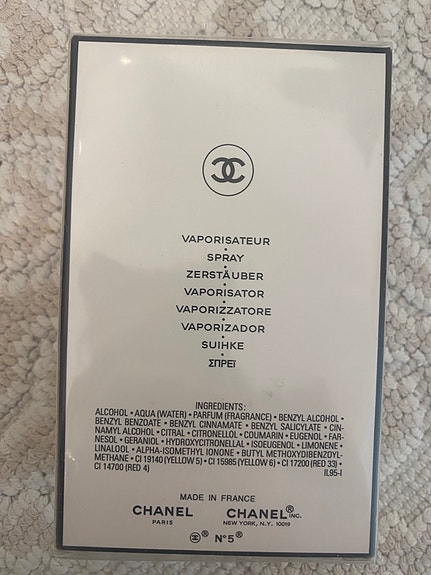 VAPORISATEUR
SPRAY
ZERSTÄUBER
VAPORISATOR
VAPORIZZATORE
VAPORIZADOR
SUIHKE
ΣΠΡΕΪ
INGREDIENTS:
ALCOHOL • AQUA (WATER) • PARFUM (FRAGRANCE) • BENZYL ALCOHOL •
BENZYL BENZOATE • BENZYL CINNAMATE • BENZYL SALICYLATE • CIN-
NAMYL ALCOHOL • CITRAL • CITRONELLOL • COUMARIN • EUGENOL • FAR-
NESOL • GERANIOL • HYDROXYCITRONELLAL • ISOEUGENOL • LIMONENE •
LINALOOL • ALPHA-ISOMETHYL IONONE • BUTYL METHOXYDIBENZOYL-
METHANE • CI 19140 (YELLOW 5) • CI 15985 (YELLOW 6) • CI 17200 (RED 33) •
CI 14700 (RED 4) IL95-I
MADE IN FRANCE
CHANEL CHANEL® INC.
PARIS NEW YORK, N.Y. 10019
® N°5®